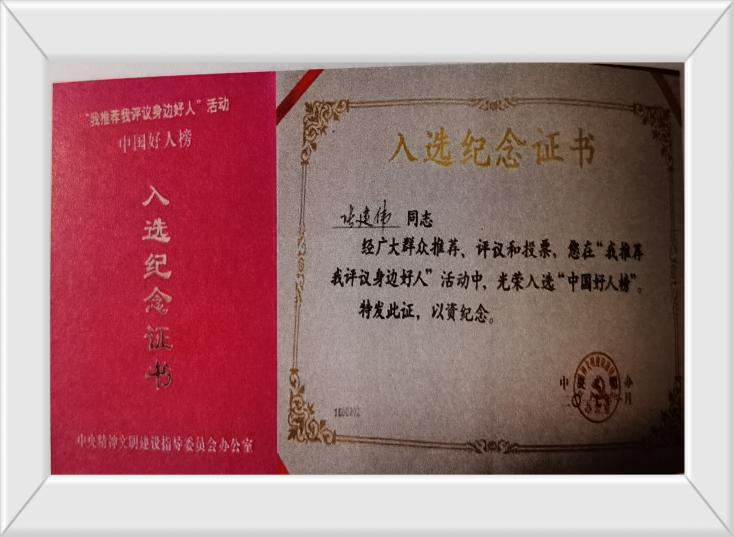 "我推荐我评议身边好人"活动
中国好人榜
入选纪念证书
中央精神文明建设指导委员会办公室
入选纪念证书
张建伟 同志
经广大群众推荐、评议和投票，您在"我推荐
我评议身边好人"活动中，光荣入选"中国好人榜"。
特发此证，以资纪念。